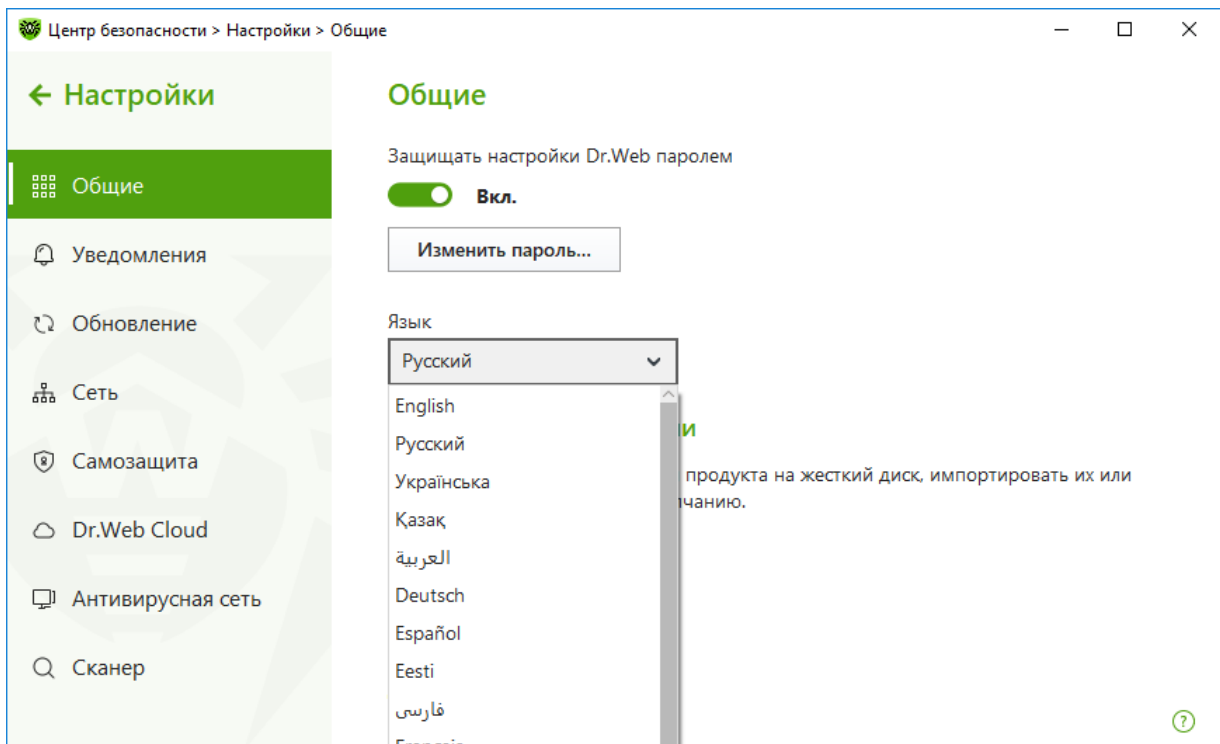 Центр безопасности > Настройки > Общие
Настройки
Общие
Уведомления
Обновление
Сеть
Самозащита
Dr.Web Cloud
Антивирусная сеть
Сканер
Общие
Защищать настройки Dr.Web паролем
Вкл.
Изменить пароль...
Язык
Русский
English
Русский
Українська
Қазақ
العربية
Deutsch
Español
Eesti
فارسی
продукта на жесткий диск, импортировать их или